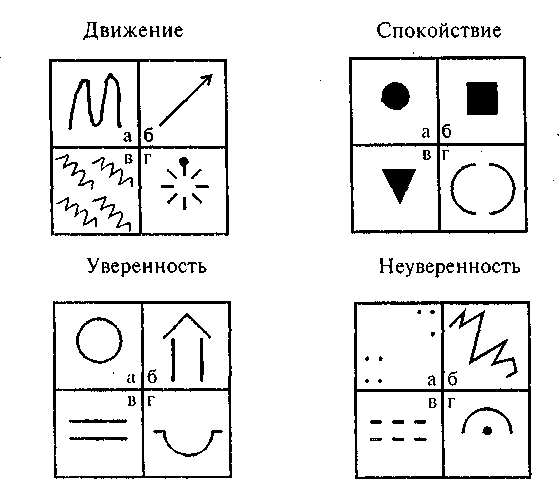 Движение
Спокойствие
а б
в г
а б
в г
Уверенность
Неуверенность
а б
в г
а б
в г